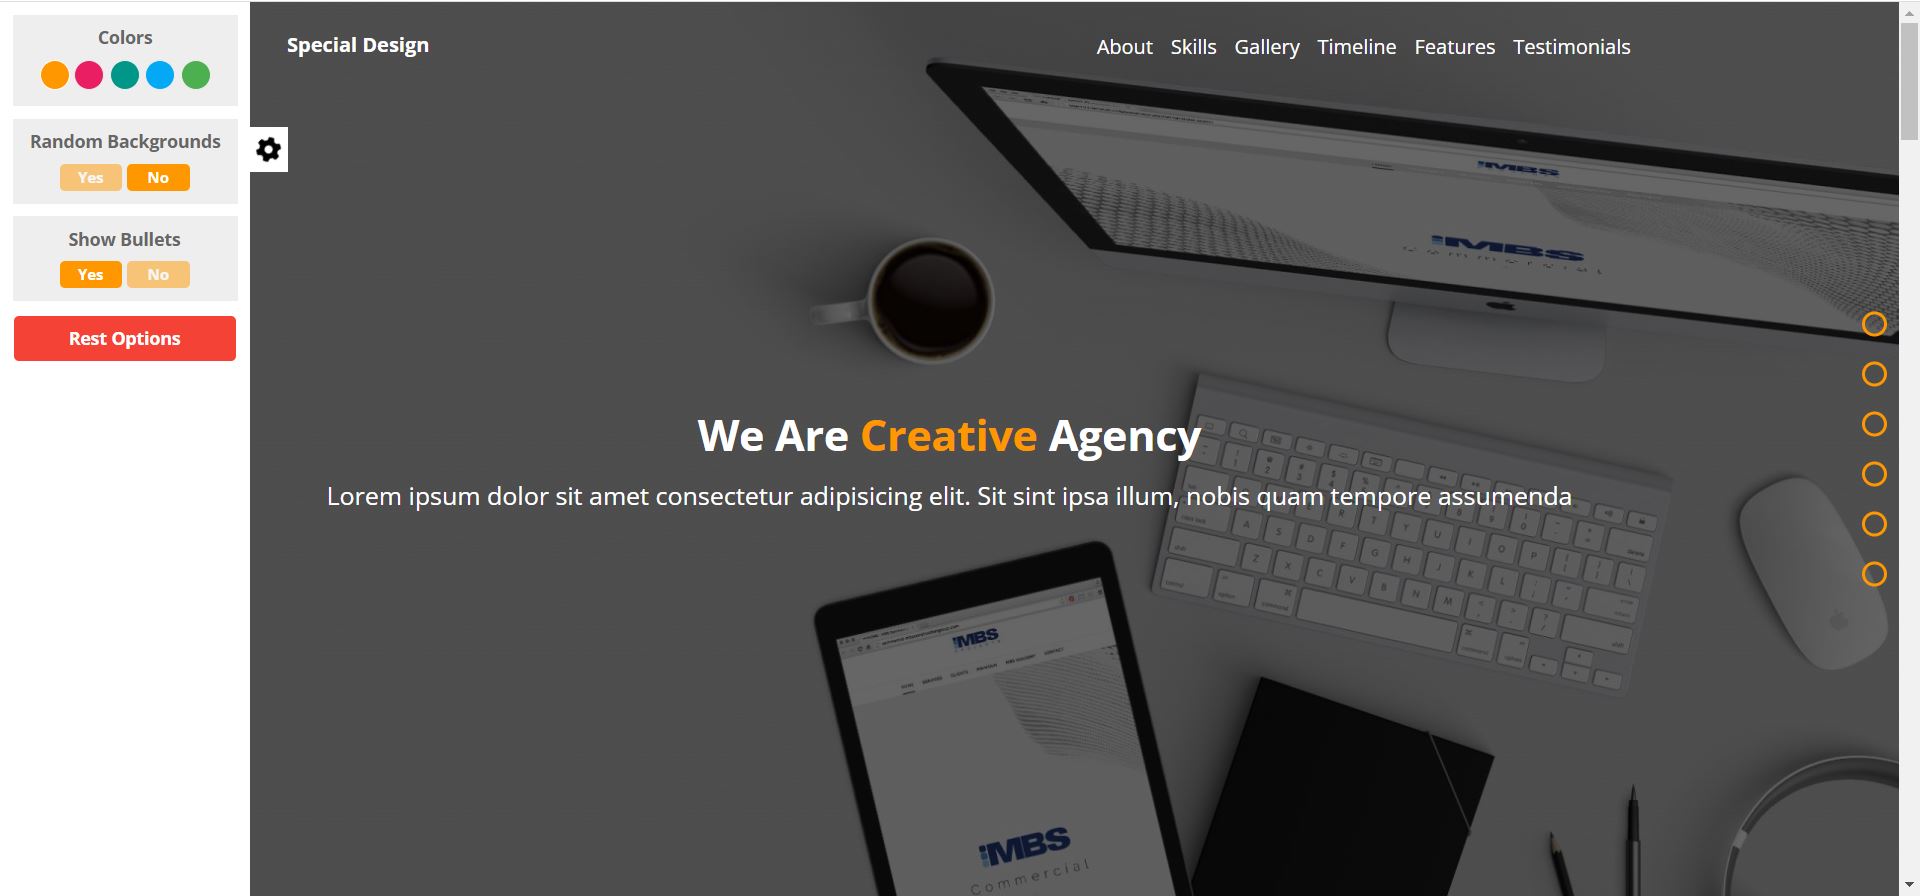 Colors
Random Backgrounds
Yes No
Show Bullets
Yes No
Rest Options
Special Design
About Skills Gallery Timeline Features Testimonials
We Are Creative Agency
Lorem ipsum dolor sit amet consectetur adipisicing elit. Sit sint ipsa illum, nobis quam tempore assumenda
MBS
MBS
Commercial
MBS
MBS
Commercial